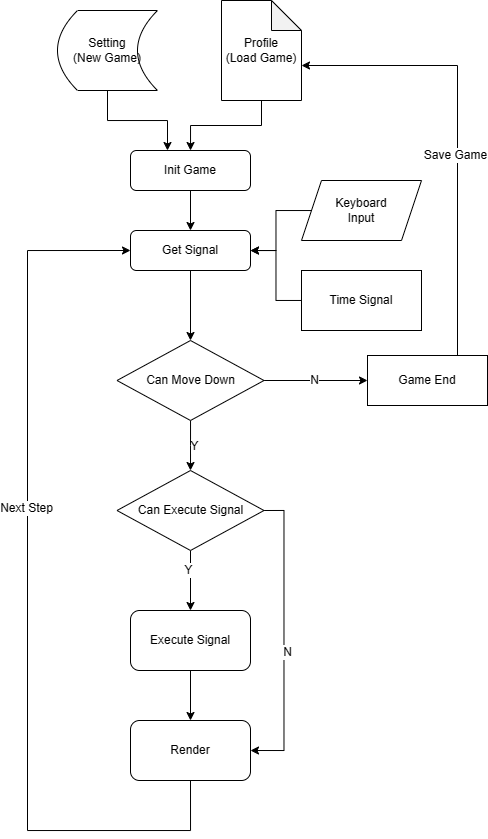 Setting
(New Game)
Profile
(Load Game)
Save Game
Init Game
Keyboard
Input
Get Signal
Time Signal
Can Move Down
N
Game End
Y
Next Step
Can Execute Signal
Y
Execute Signal
N
Render